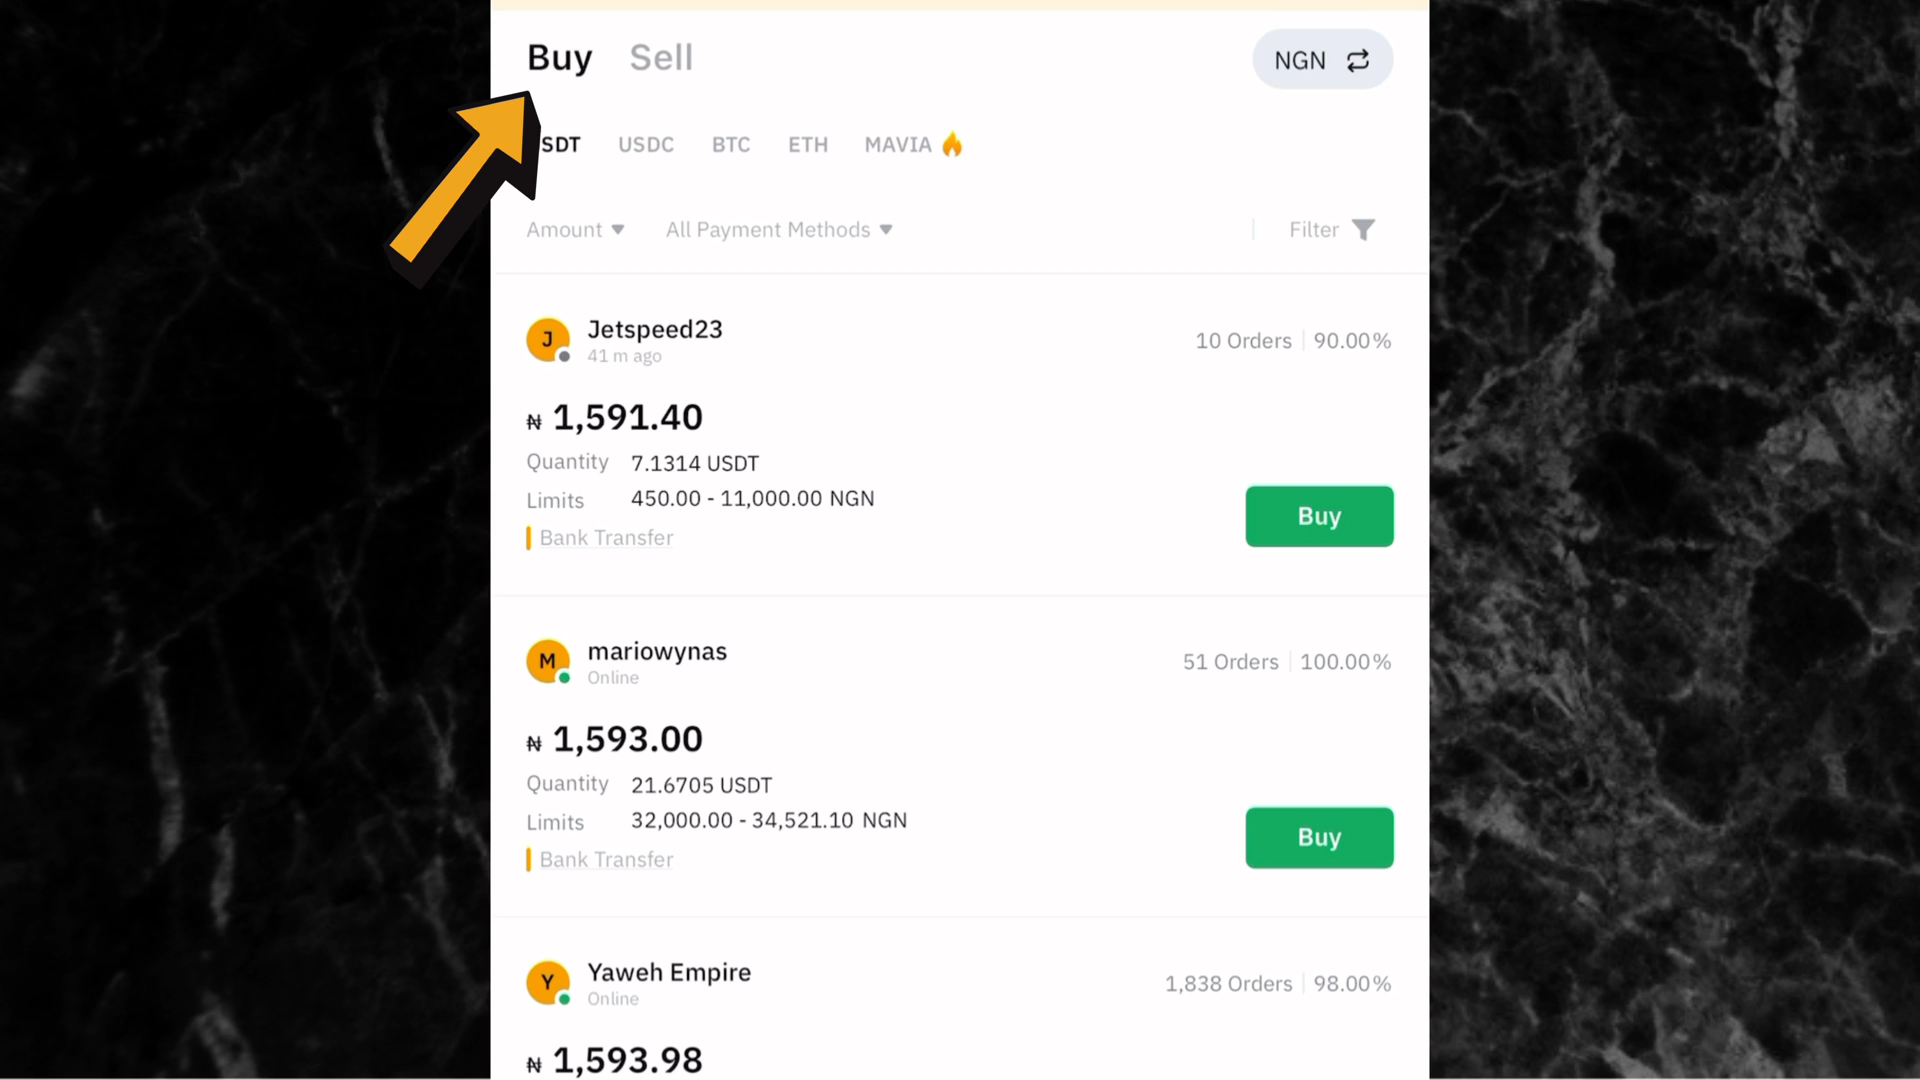 Buy Sell NGN
SDT USDC BTC ETH MAVIA
Amount All Payment Methods Filter
J Jetspeed23 10 Orders 90.00%
41 m ago
₦ 1,591.40
Quantity 7.1314 USDT
Limits 450.00 - 11,000.00 NGN
Bank Transfer
Buy
M mariowynas 51 Orders 100.00%
Online
₦ 1,593.00
Quantity 21.6705 USDT
Limits 32,000.00 - 34,521.10 NGN
Bank Transfer
Buy
Y Yaweh Empire 1,838 Orders 98.00%
Online
₦ 1,593.98